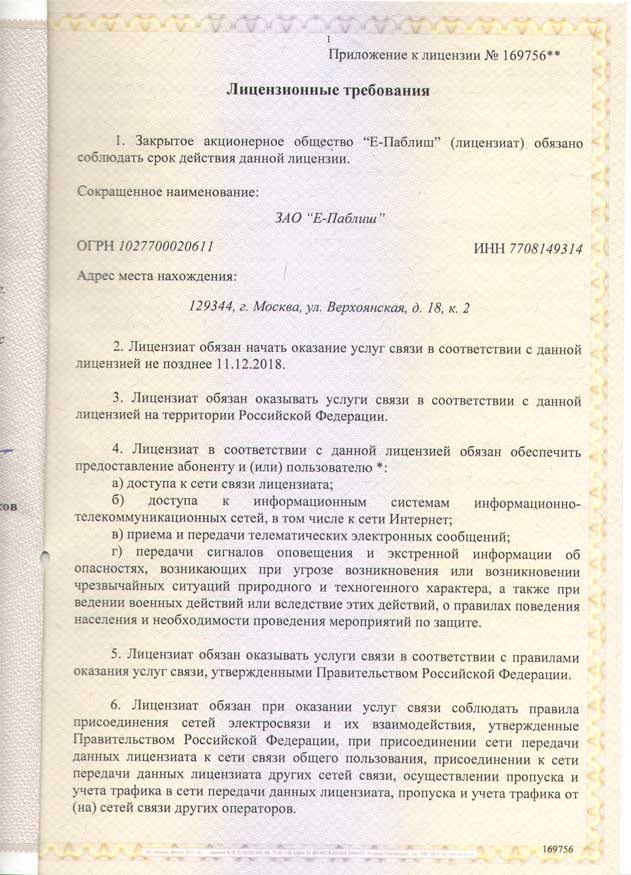 1
Приложение к лицензии № 169756**
Лицензионные требования
1. Закрытое акционерное общество “Е-Паблиш” (лицензиат) обязано
соблюдать срок действия данной лицензии.
Сокращенное наименование:
ЗАО “Е-Паблиш”
ОГРН 1027700020611 ИНН 7708149314
Адрес места нахождения:
129344, г. Москва, ул. Верхоянская, д. 18, к. 2
2. Лицензиат обязан начать оказание услуг связи в соответствии с данной
лицензией не позднее 11.12.2018.
3. Лицензиат обязан оказывать услуги связи в соответствии с данной
лицензией на территории Российской Федерации.
4. Лицензиат в соответствии с данной лицензией обязан обеспечить
предоставление абоненту и (или) пользователю *:
а) доступа к сети связи лицензиата;
б) доступа к информационным системам информационно-
телекоммуникационных сетей, в том числе к сети Интернет;
в) приема и передачи телематических электронных сообщений;
г) передачи сигналов оповещения и экстренной информации об
опасностях, возникающих при угрозе возникновения или возникновении
чрезвычайных ситуаций природного и техногенного характера, а также при
ведении военных действий или вследствие этих действий, о правилах поведения
населения и необходимости проведения мероприятий по защите.
5. Лицензиат обязан оказывать услуги связи в соответствии с правилами
оказания услуг связи, утвержденными Правительством Российской Федерации.
6. Лицензиат обязан при оказании услуг связи соблюдать правила
присоединения сетей электросвязи и их взаимодействия, утвержденные
Правительством Российской Федерации, при присоединении сети передачи
данных лицензиата к сети связи общего пользования, присоединении к сети
передачи данных лицензиата других сетей связи, осуществлении пропуска и
учета трафика в сети передачи данных лицензиата, пропуска и учета трафика от
(на) сетей связи других операторов.
169756